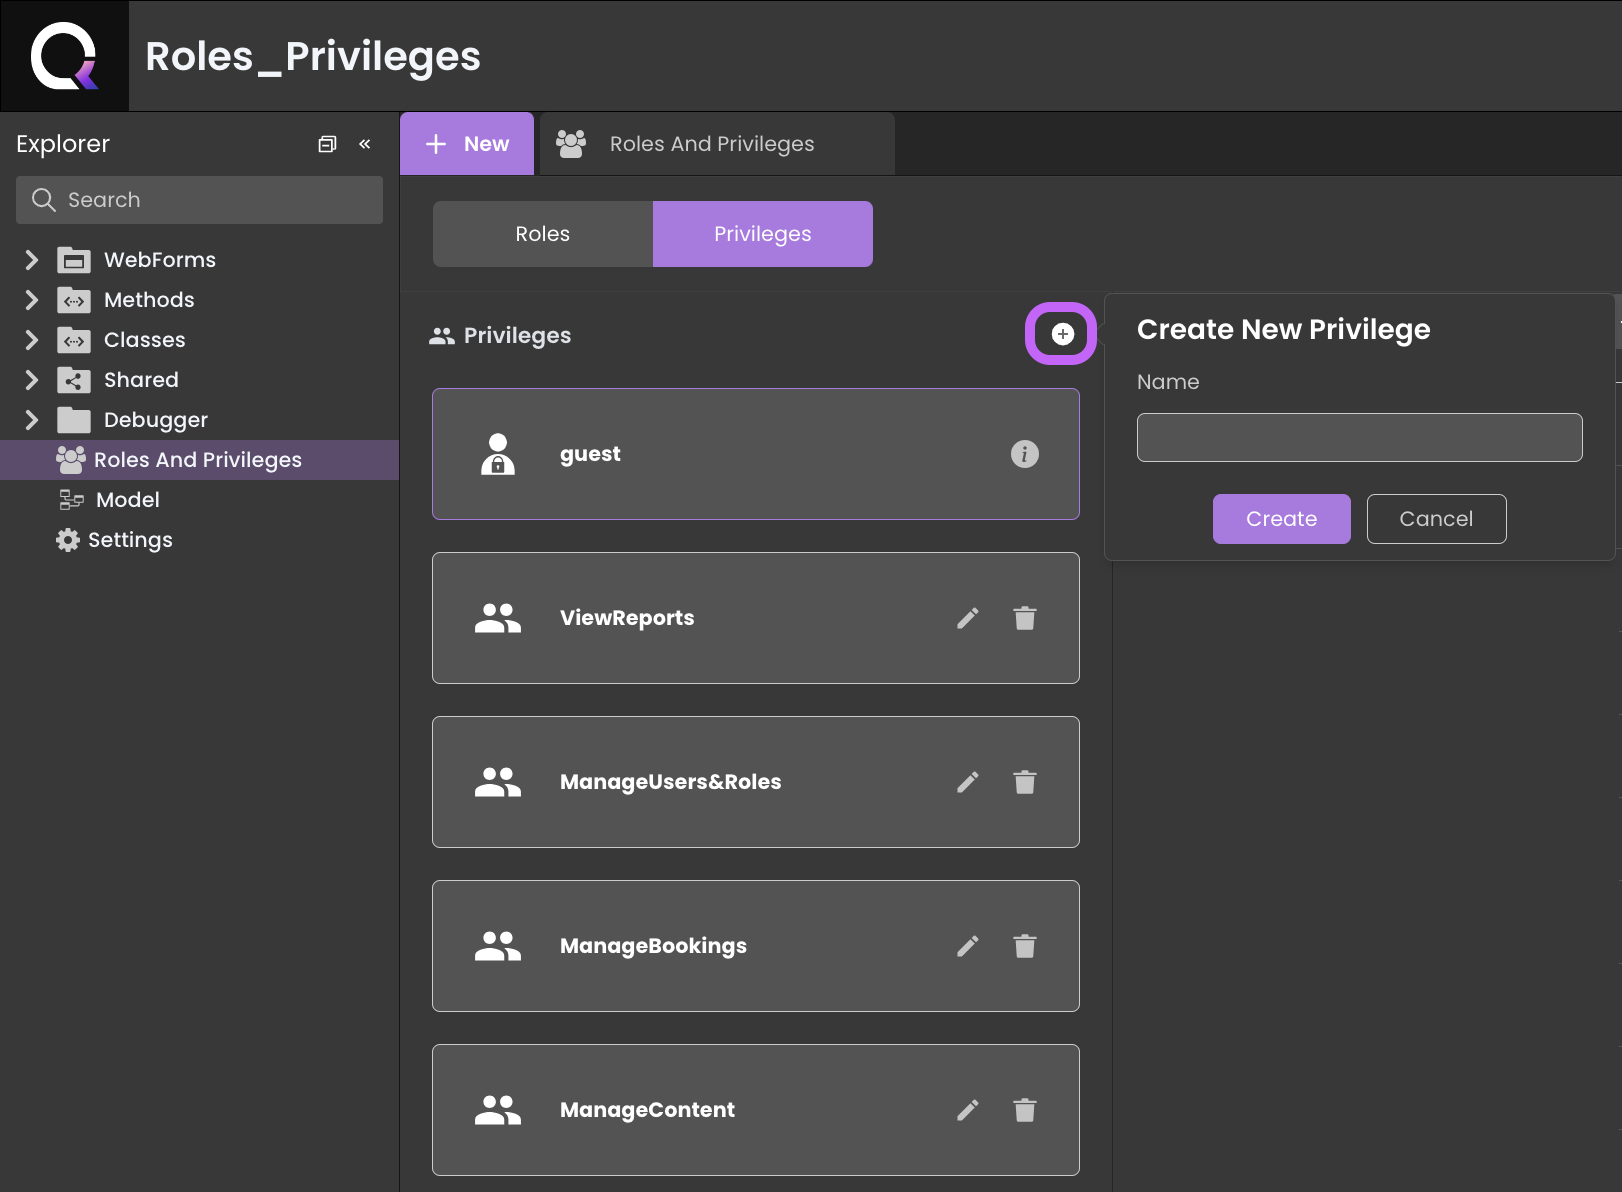 Roles_Privileges
Explorer
Search
WebForms
Methods
Classes
Shared
Debugger
Roles And Privileges
Model
Settings
New
Roles And Privileges
Roles
Privileges
Privileges
guest
ViewReports
ManageUsers&Roles
ManageBookings
ManageContent
Create New Privilege
Name
Create
Cancel